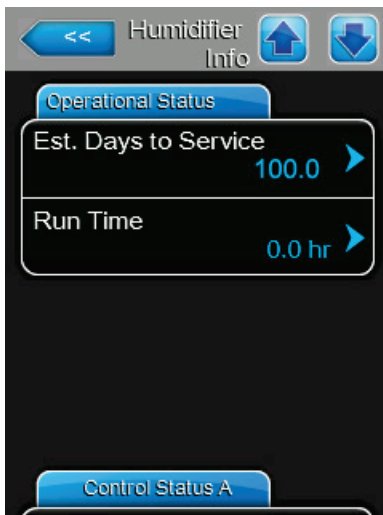 << Humidifier
Info
Operational Status
Est. Days to Service
100.0
Run Time
0.0 hr
Control Status A